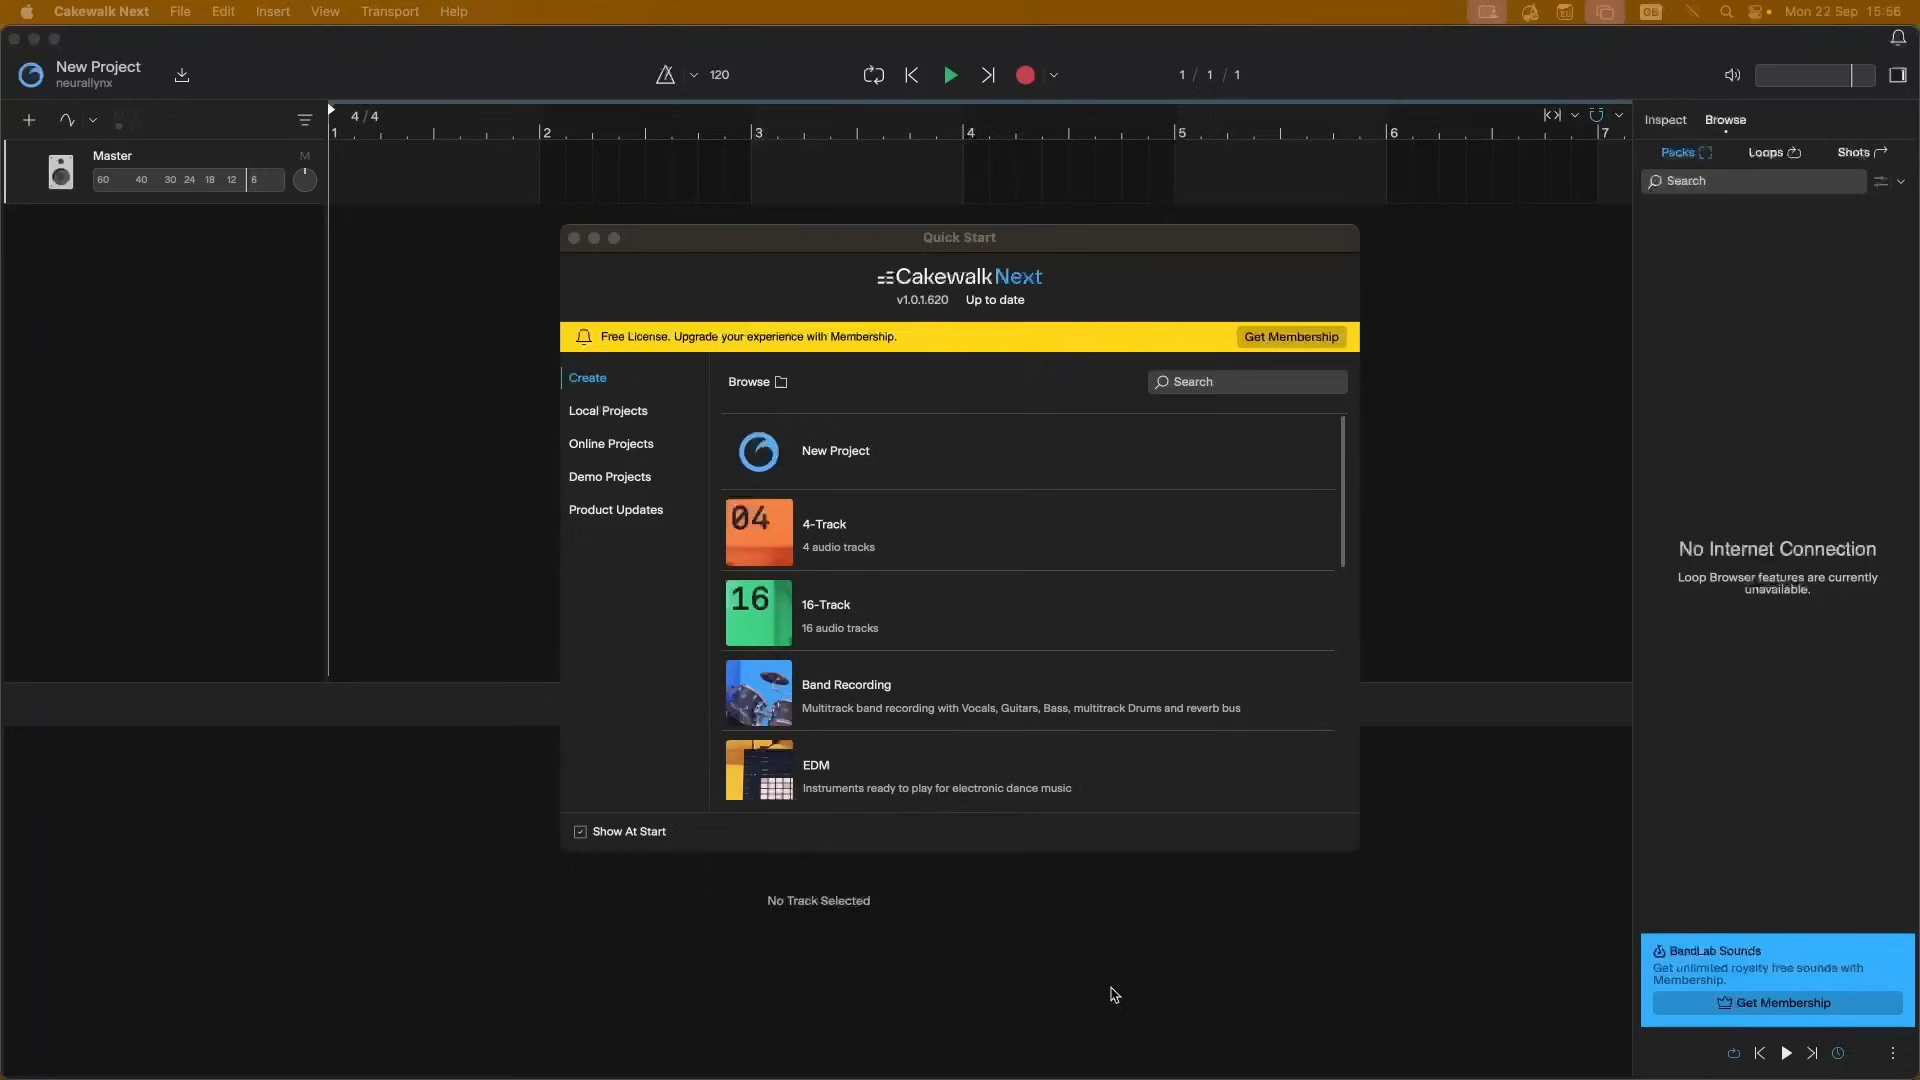 Cakewalk Next File Edit Insert View Transport Help
Mon 22 Sep 15:56
New Project
neurallynx
120
1 / 1 / 1
4 / 4
1 2 3 4 5 6 7
Master
M
60 40 30 24 18 12 6
Inspect Browse
Packs Loops Shots
Search
No Internet Connection
Loop Browser features are currently
unavailable.
Quick Start
Cakewalk Next
v1.0.1.620 Up to date
Free License. Upgrade your experience with Membership.
Get Membership
Create
Local Projects
Online Projects
Demo Projects
Product Updates
Browse
Search
New Project
04
4-Track
4 audio tracks
16
16-Track
16 audio tracks
Band Recording
Multitrack band recording with Vocals, Guitars, Bass, multitrack Drums and reverb bus
EDM
Instruments ready to play for electronic dance music
Show At Start
No Track Selected
BandLab Sounds
Get unlimited royalty free sounds with
Membership.
Get Membership